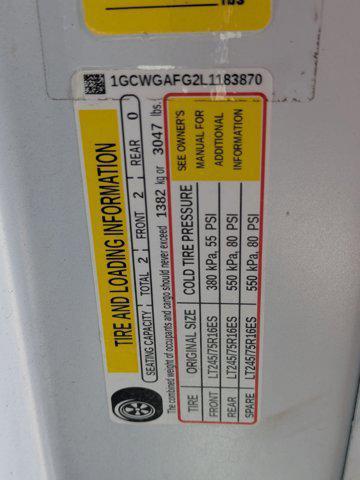 lbs
1GCWGAFG2L1183870
TIRE AND LOADING INFORMATION
SEATING CAPACITY TOTAL 2 FRONT 2 REAR 0
The combined weight of occupants and cargo should never exceed 1382 kg or 3047 lbs.
TIRE ORIGINAL SIZE COLD TIRE PRESSURE
FRONT LT245/75R16ES 380 kPa, 55 PSI
REAR LT245/75R16ES 550 kPa, 80 PSI
SPARE LT245/75R16ES 550 kPa, 80 PSI
SEE OWNER'S
MANUAL FOR
ADDITIONAL
INFORMATION